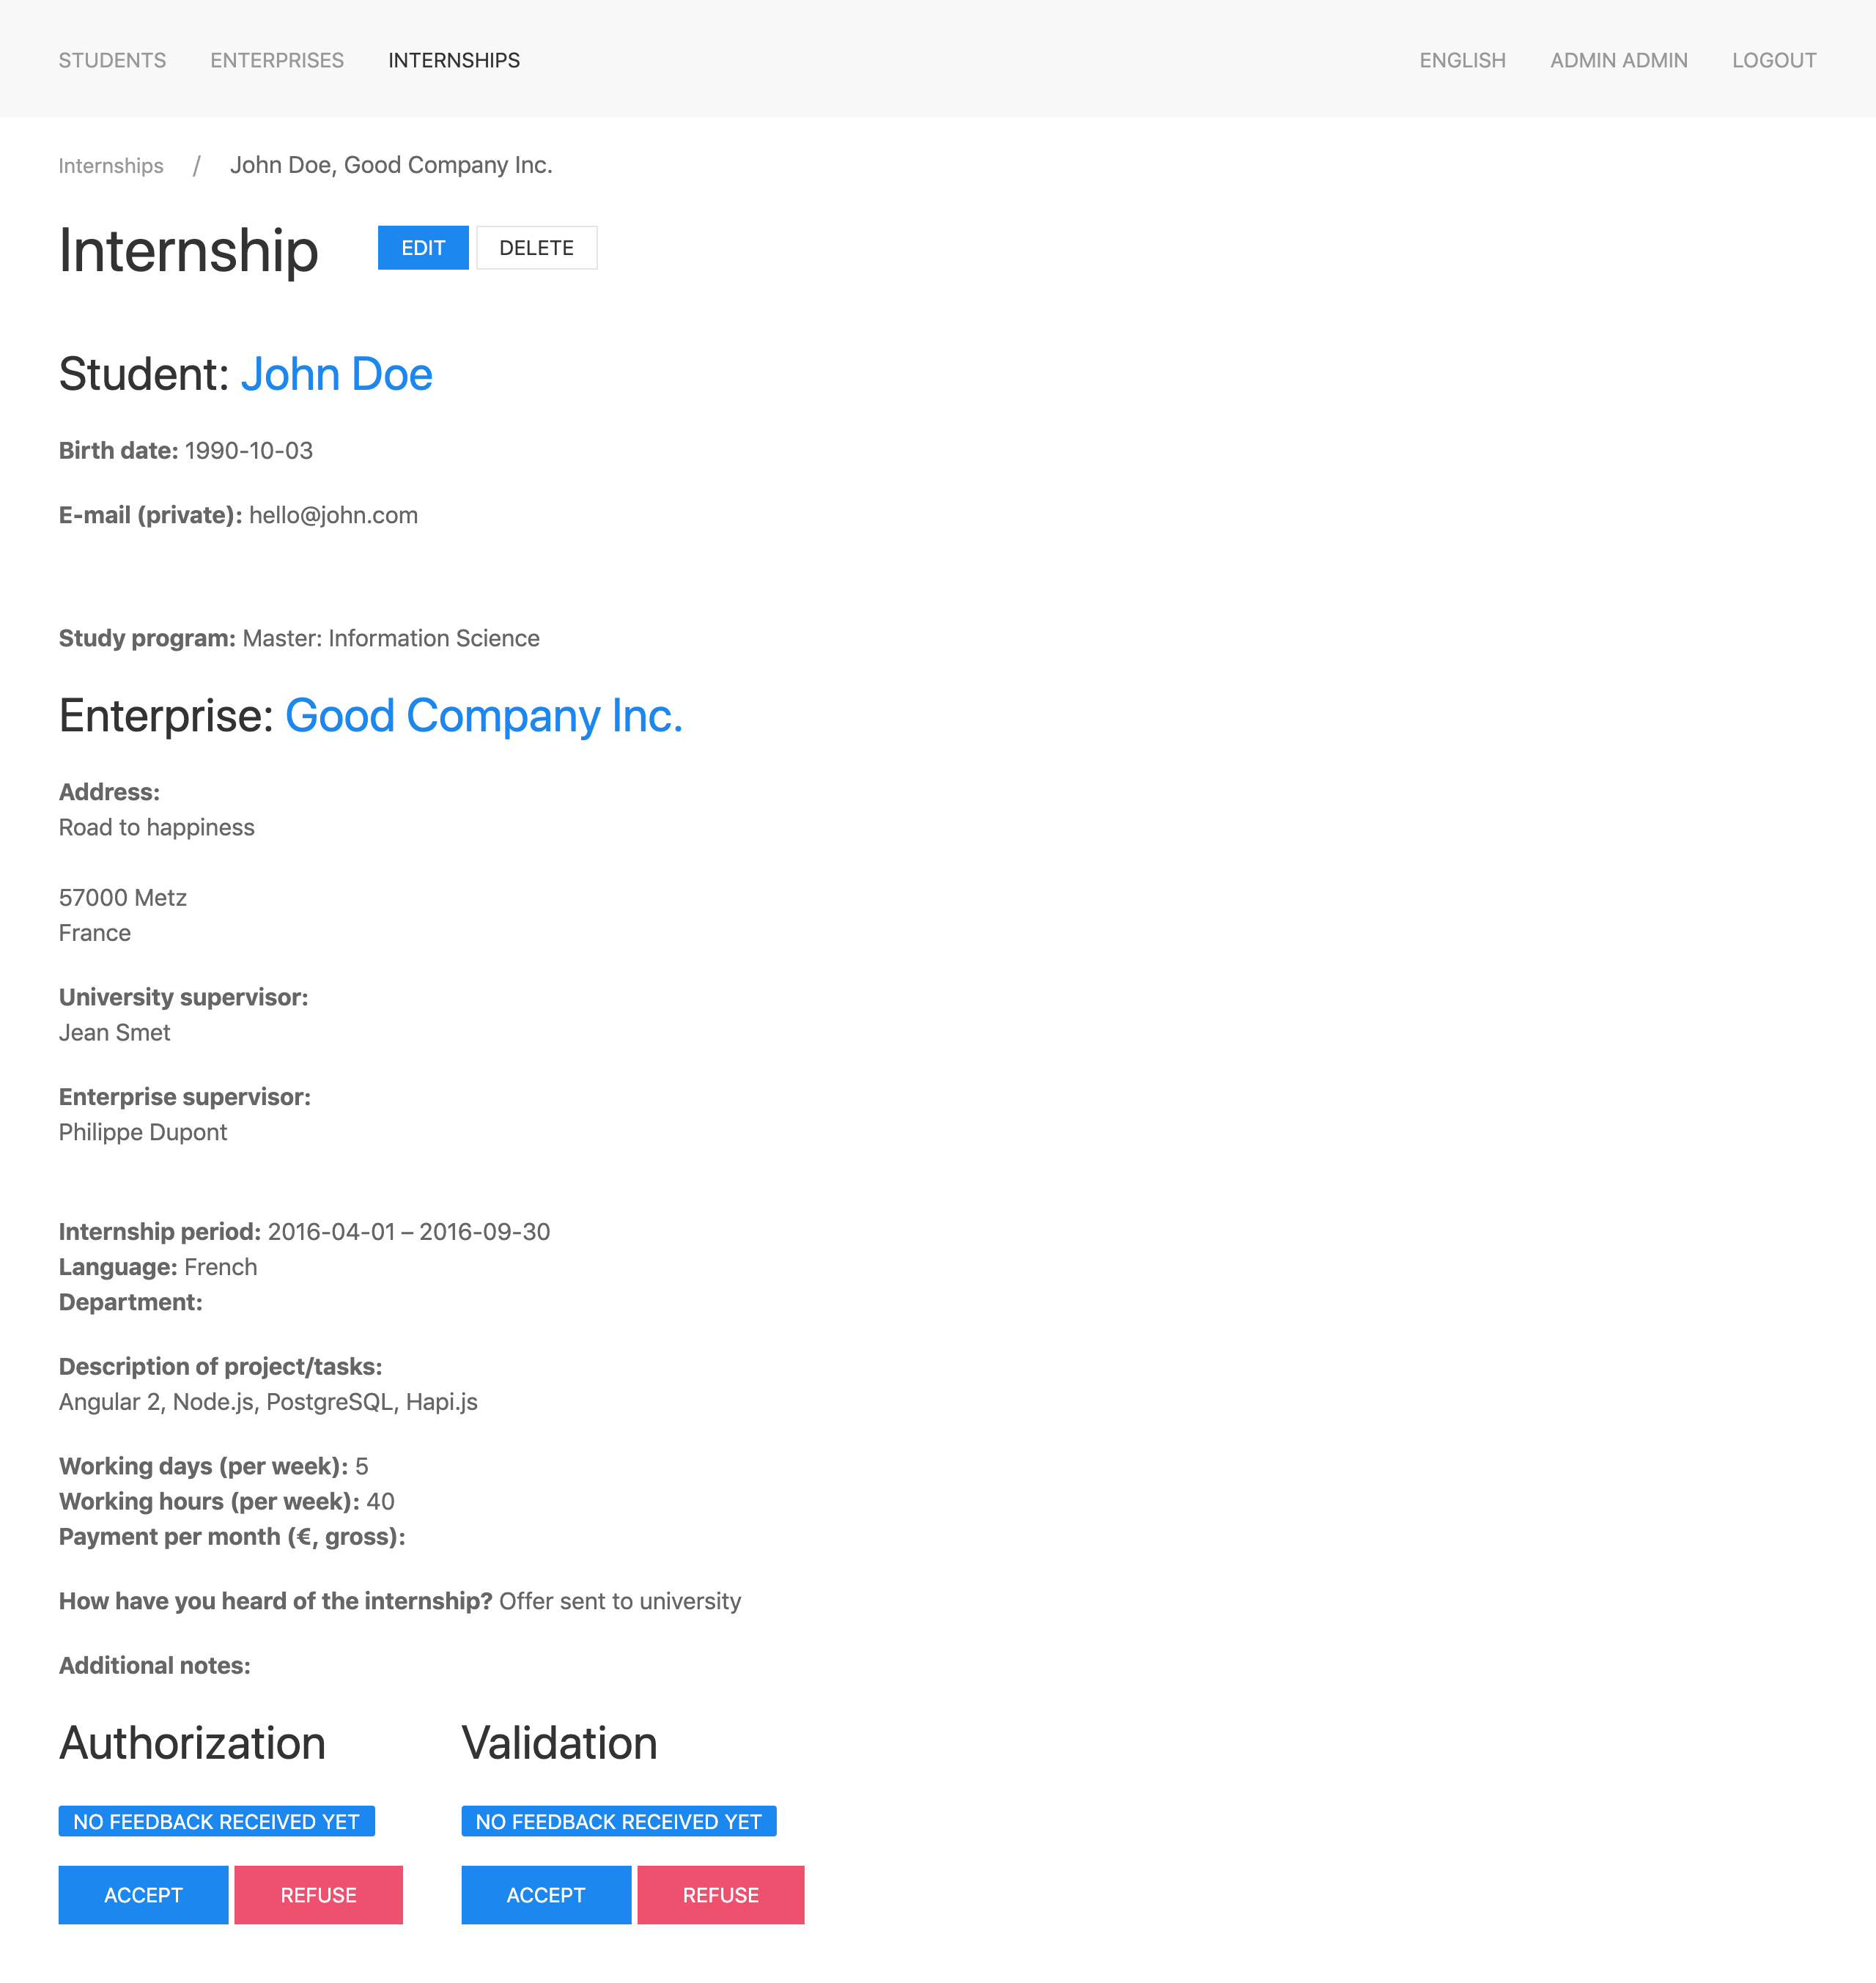 STUDENTS ENTERPRISES INTERNSHIPS ENGLISH ADMIN ADMIN LOGOUT
Internships / John Doe, Good Company Inc.
Internship EDIT DELETE
Student: John Doe
Birth date: 1990-10-03
E-mail (private): hello@john.com
Study program: Master: Information Science
Enterprise: Good Company Inc.
Address:
Road to happiness
57000 Metz
France
University supervisor:
Jean Smet
Enterprise supervisor:
Philippe Dupont
Internship period: 2016-04-01 – 2016-09-30
Language: French
Department:
Description of project/tasks:
Angular 2, Node.js, PostgreSQL, Hapi.js
Working days (per week): 5
Working hours (per week): 40
Payment per month (€, gross):
How have you heard of the internship? Offer sent to university
Additional notes:
Authorization Validation
NO FEEDBACK RECEIVED YET NO FEEDBACK RECEIVED YET
ACCEPT REFUSE ACCEPT REFUSE